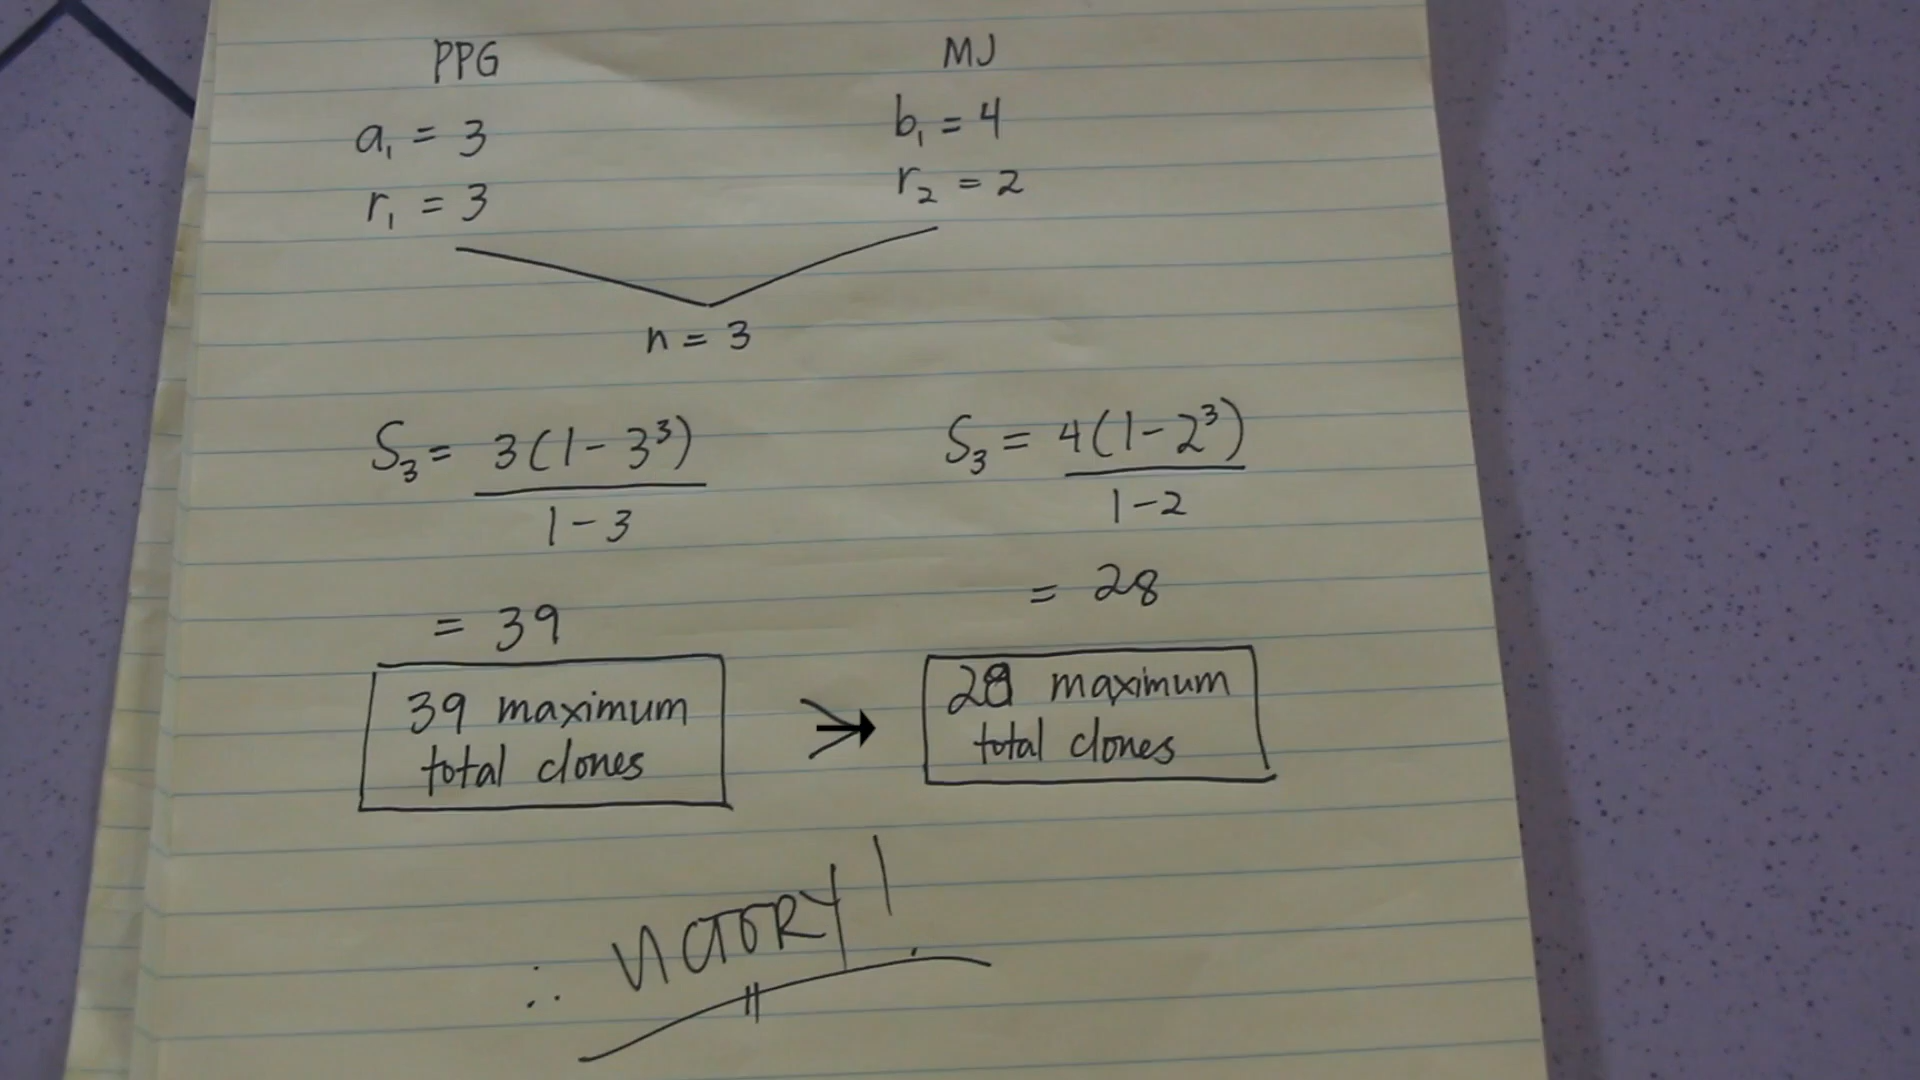 PPG
a₁ = 3
r₁ = 3
MJ
b₁ = 4
r₂ = 2
n = 3
S₃ = 3(1-3³)
1-3
= 39
39 maximum
total clones
S₃ = 4(1-2³)
1-2
= 28
>
28 maximum
total clones
∴ VICTORY!